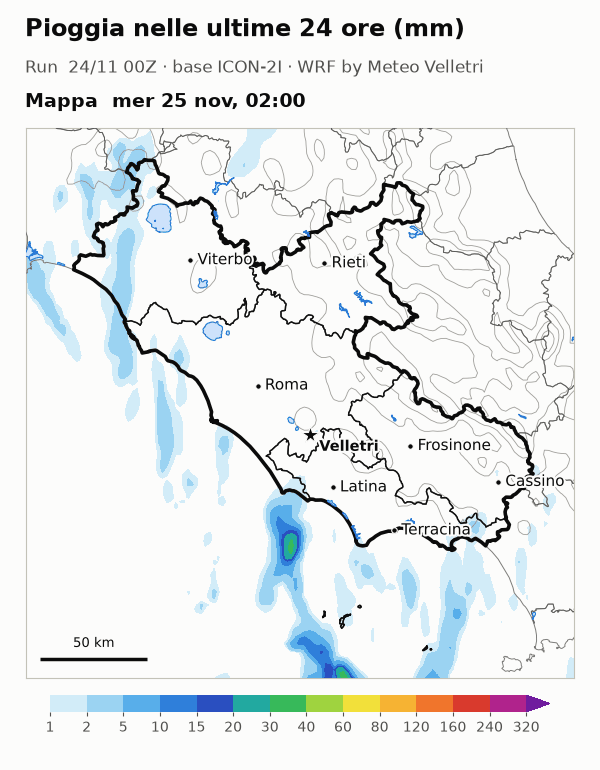 Pioggia nelle ultime 24 ore (mm)
Run  24/11 00Z · base ICON-2I · WRF by Meteo Velletri
Mappa  mer 25 nov, 02:00
Viterbo
Rieti
Roma
Velletri
Frosinone
Cassino
Latina
Terracina
50 km
1 2 5 10 15 20 30 40 60 80 120 160 240 320